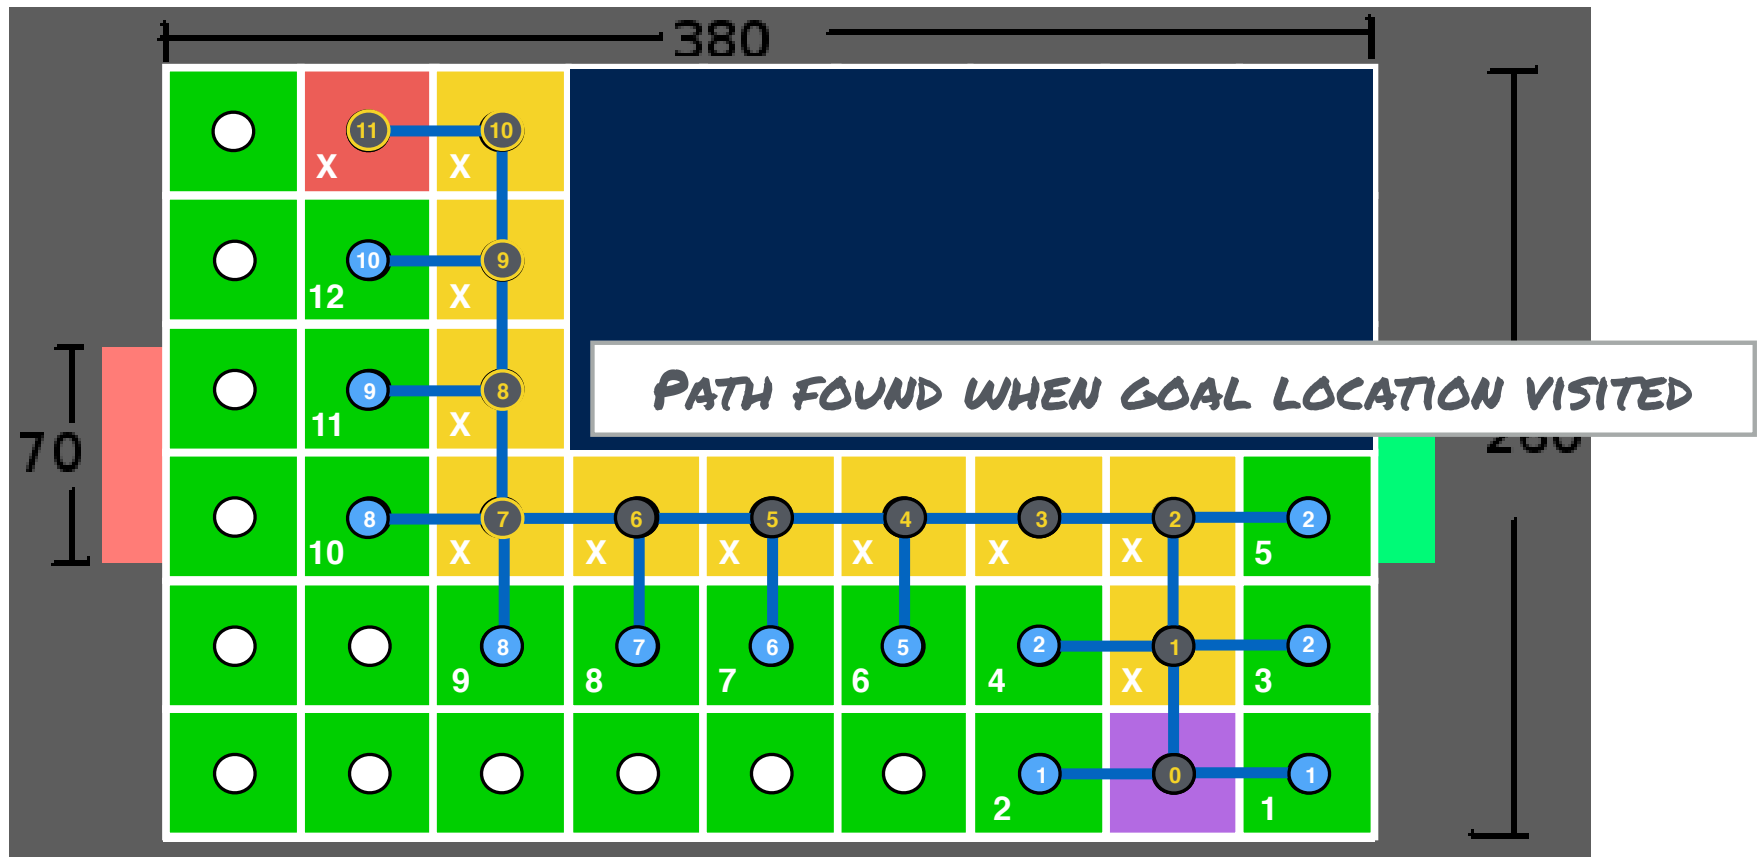 380
11 10
X X
10 9
12 X
PATH FOUND WHEN GOAL LOCATION VISITED
9 8
11 X
70
8 7 6 5 4 3 2 2
10 X X X X X X 5
8 7 6 5 2 1 2
9 8 7 6 4 X 3
1 0 1
2 1